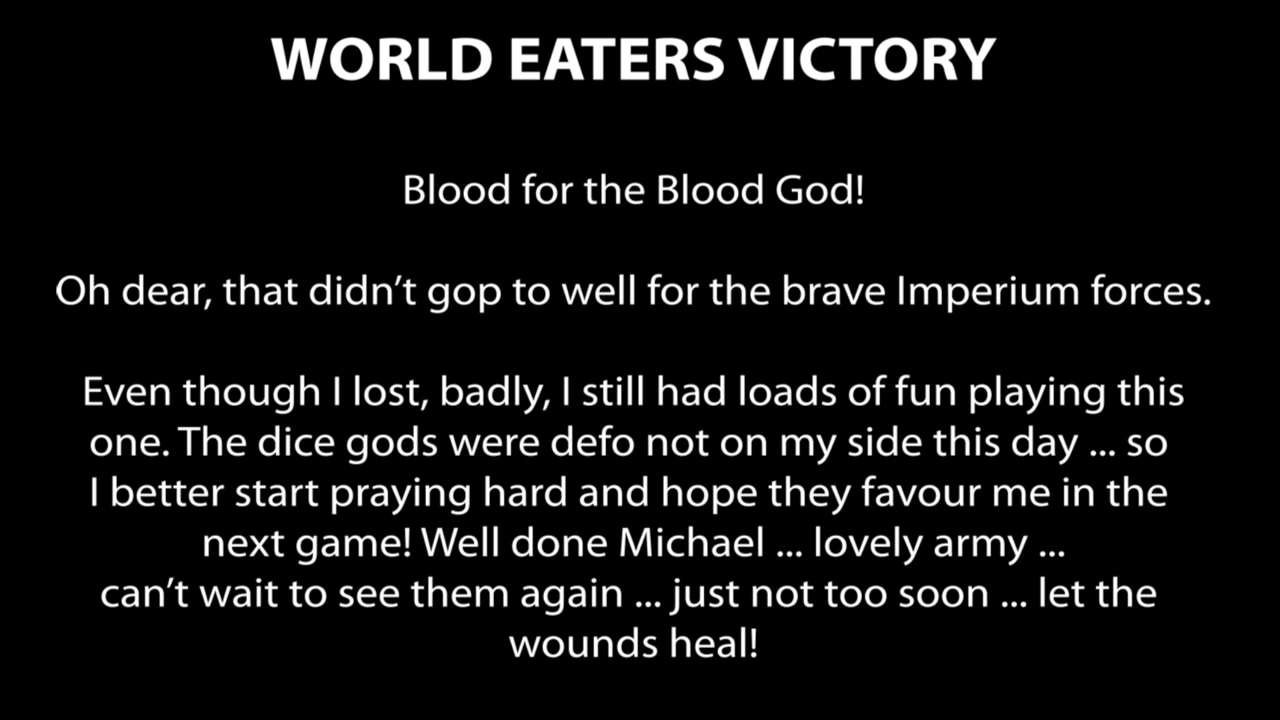 WORLD EATERS VICTORY
Blood for the Blood God!
Oh dear, that didn’t gop to well for the brave Imperium forces.
Even though I lost, badly, I still had loads of fun playing this
one. The dice gods were defo not on my side this day ... so
I better start praying hard and hope they favour me in the
next game! Well done Michael ... lovely army ...
can’t wait to see them again ... just not too soon ... let the
wounds heal!